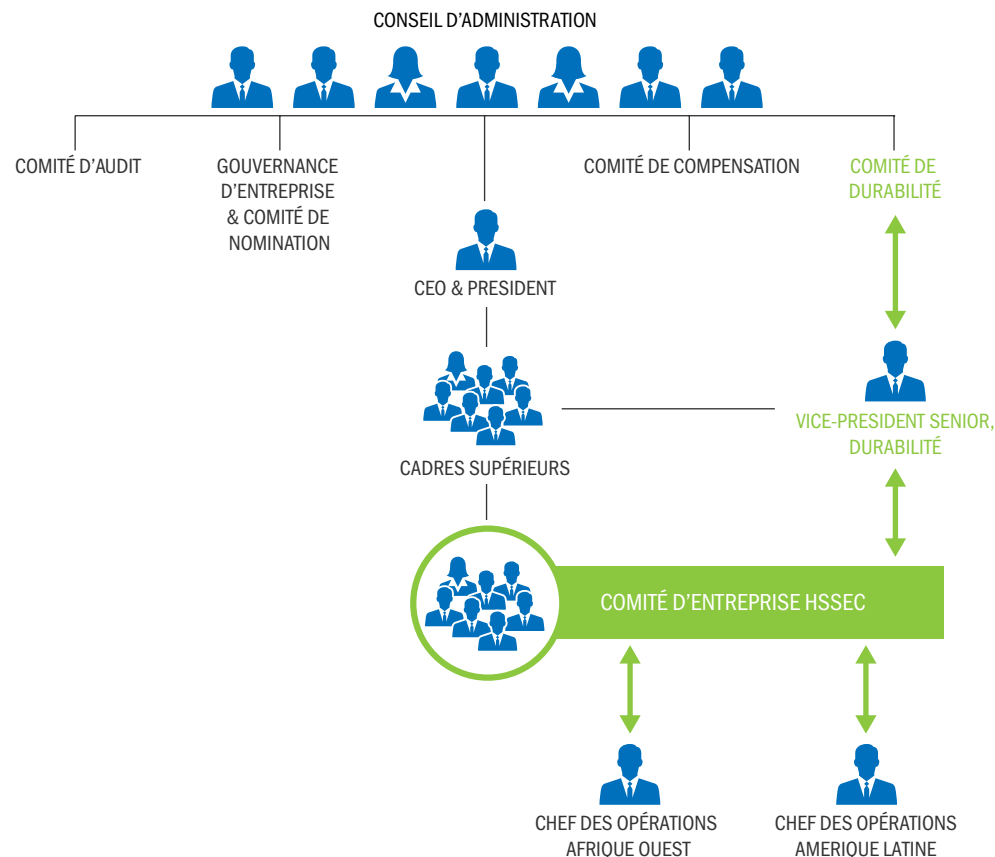 CONSEIL D'ADMINISTRATION
COMITÉ D'AUDIT
GOUVERNANCE
D'ENTREPRISE
& COMITÉ DE
NOMINATION
COMITÉ DE COMPENSATION
COMITÉ DE
DURABILITÉ
CEO & PRESIDENT
VICE-PRESIDENT SENIOR,
DURABILITÉ
CADRES SUPÉRIEURS
COMITÉ D'ENTREPRISE HSSEC
CHEF DES OPÉRATIONS
AFRIQUE OUEST
CHEF DES OPÉRATIONS
AMERIQUE LATINE